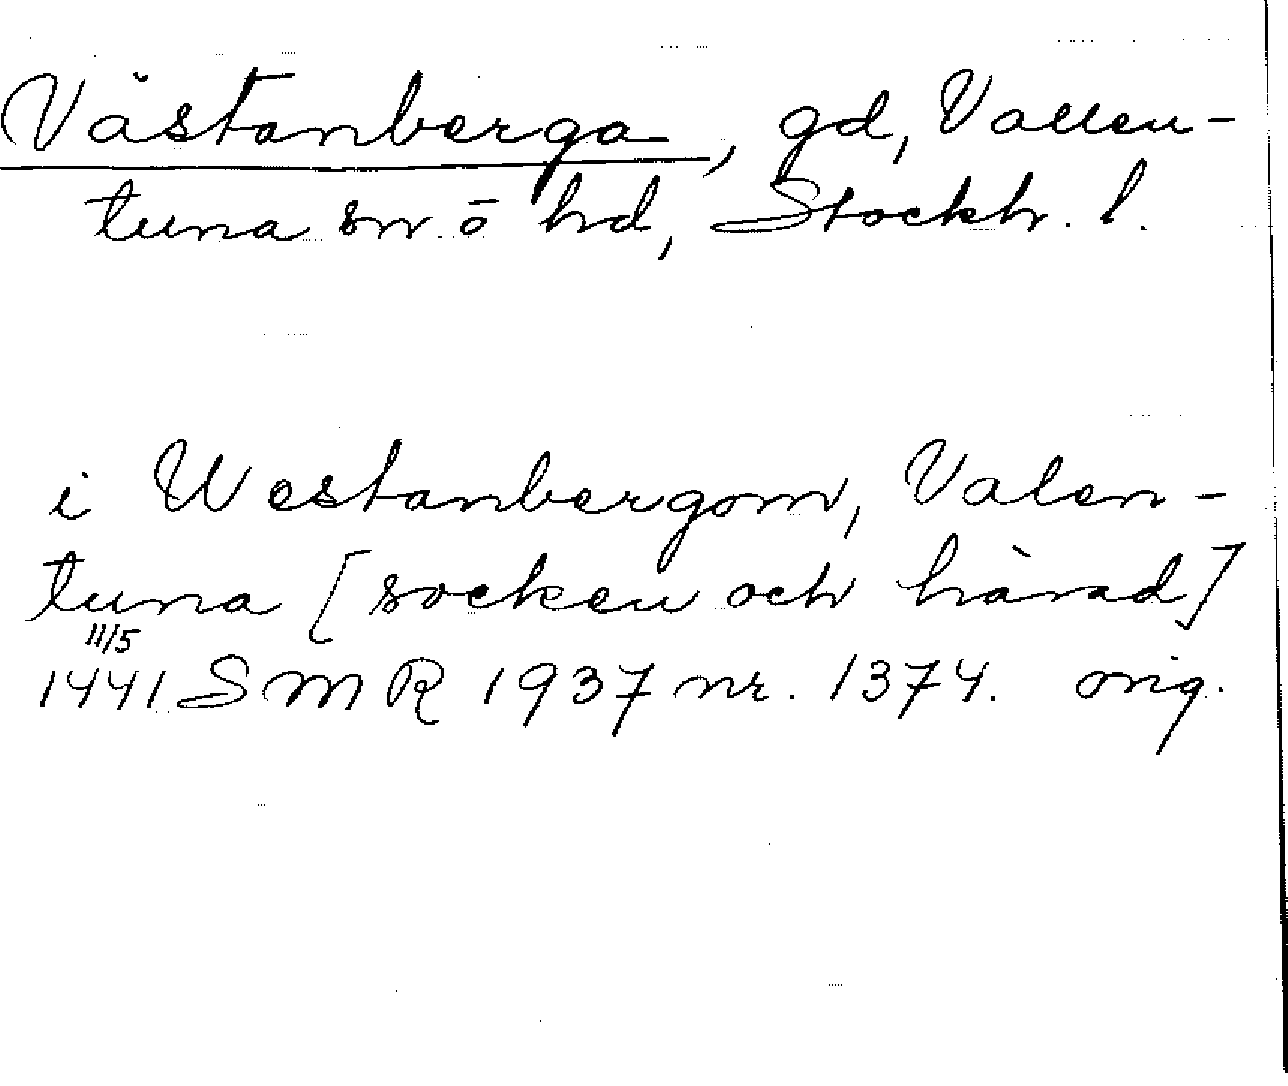 Västanberga, gd, Vallen-
tuna sn o hd, Stockh. l.
i Westanbergom, Valen-
tuna [socken och härad]
11/5
1441 SMR 1937 nr. 1374. orig.